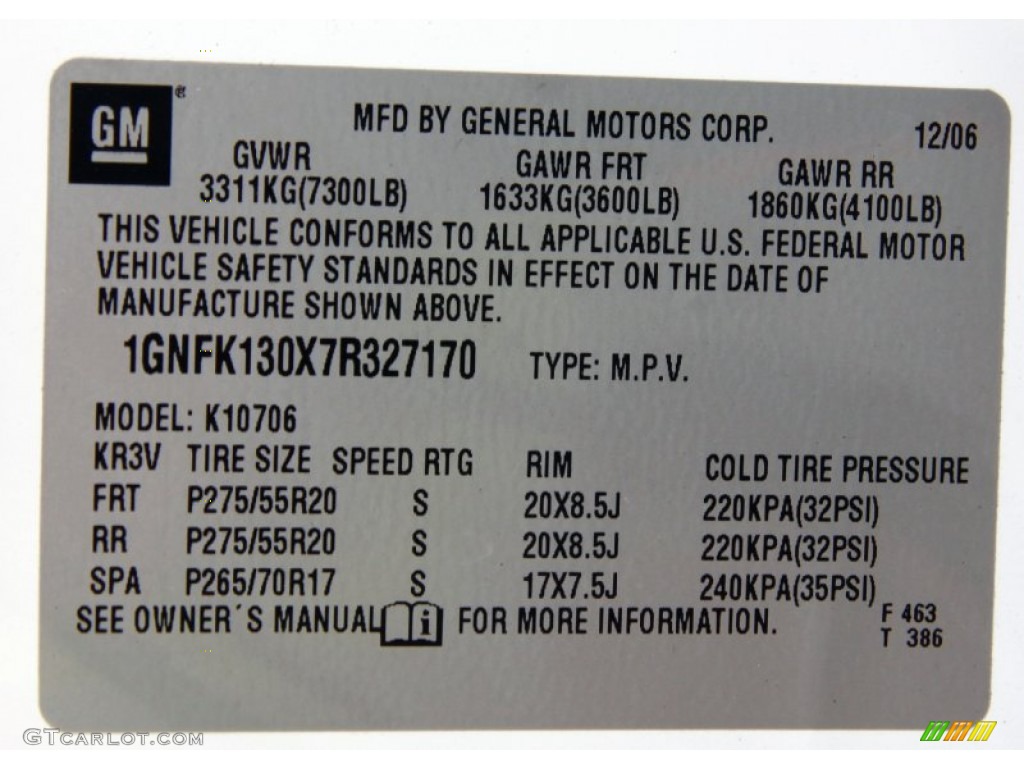 GM®
MFD BY GENERAL MOTORS CORP. 12/06
GVWR GAWR FRT GAWR RR
3311KG(7300LB) 1633KG(3600LB) 1860KG(4100LB)
THIS VEHICLE CONFORMS TO ALL APPLICABLE U.S. FEDERAL MOTOR
VEHICLE SAFETY STANDARDS IN EFFECT ON THE DATE OF
MANUFACTURE SHOWN ABOVE.
1GNFK130X7R327170 TYPE: M.P.V.
MODEL: K10706
KR3V TIRE SIZE SPEED RTG RIM COLD TIRE PRESSURE
FRT P275/55R20 S 20X8.5J 220KPA(32PSI)
RR P275/55R20 S 20X8.5J 220KPA(32PSI)
SPA P265/70R17 S 17X7.5J 240KPA(35PSI)
SEE OWNER´S MANUAL i FOR MORE INFORMATION.
F 463
T 386
GTCARLOT.COM